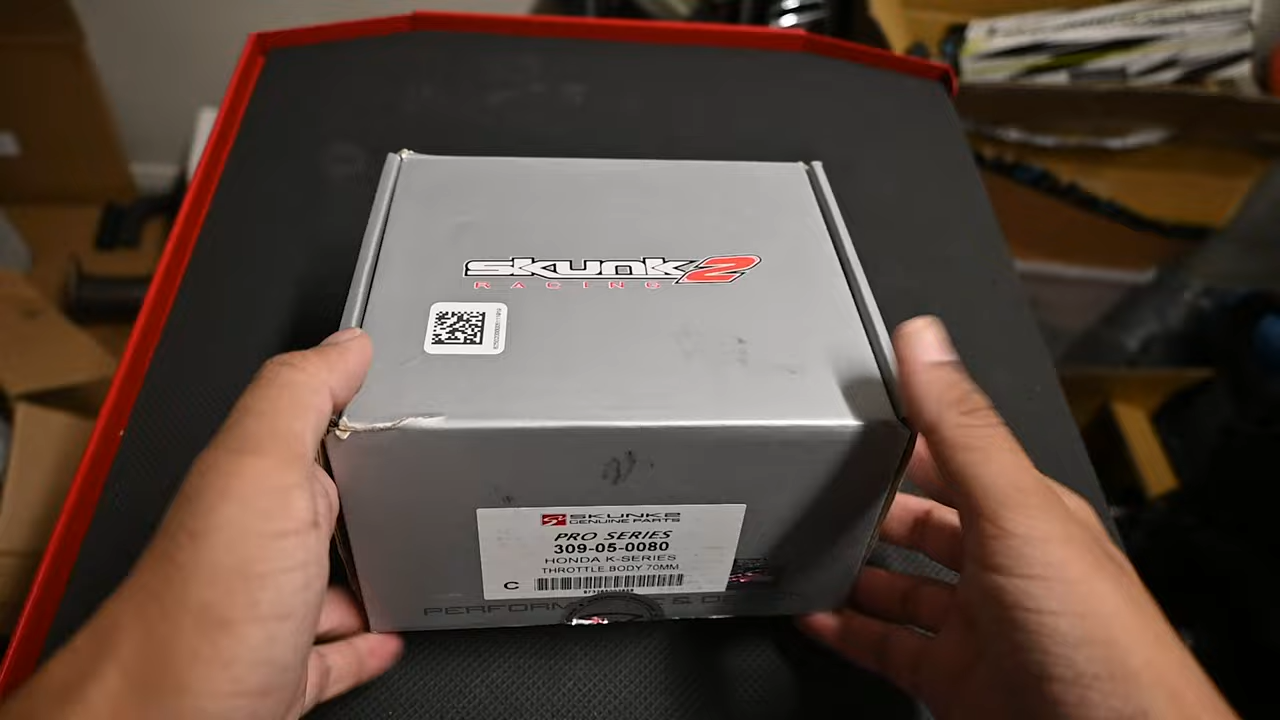 skunk2
RACING
SKUNK2
GENUINE PARTS
PRO SERIES
309-05-0080
HONDA K-SERIES
THROTTLE BODY 70MM
C